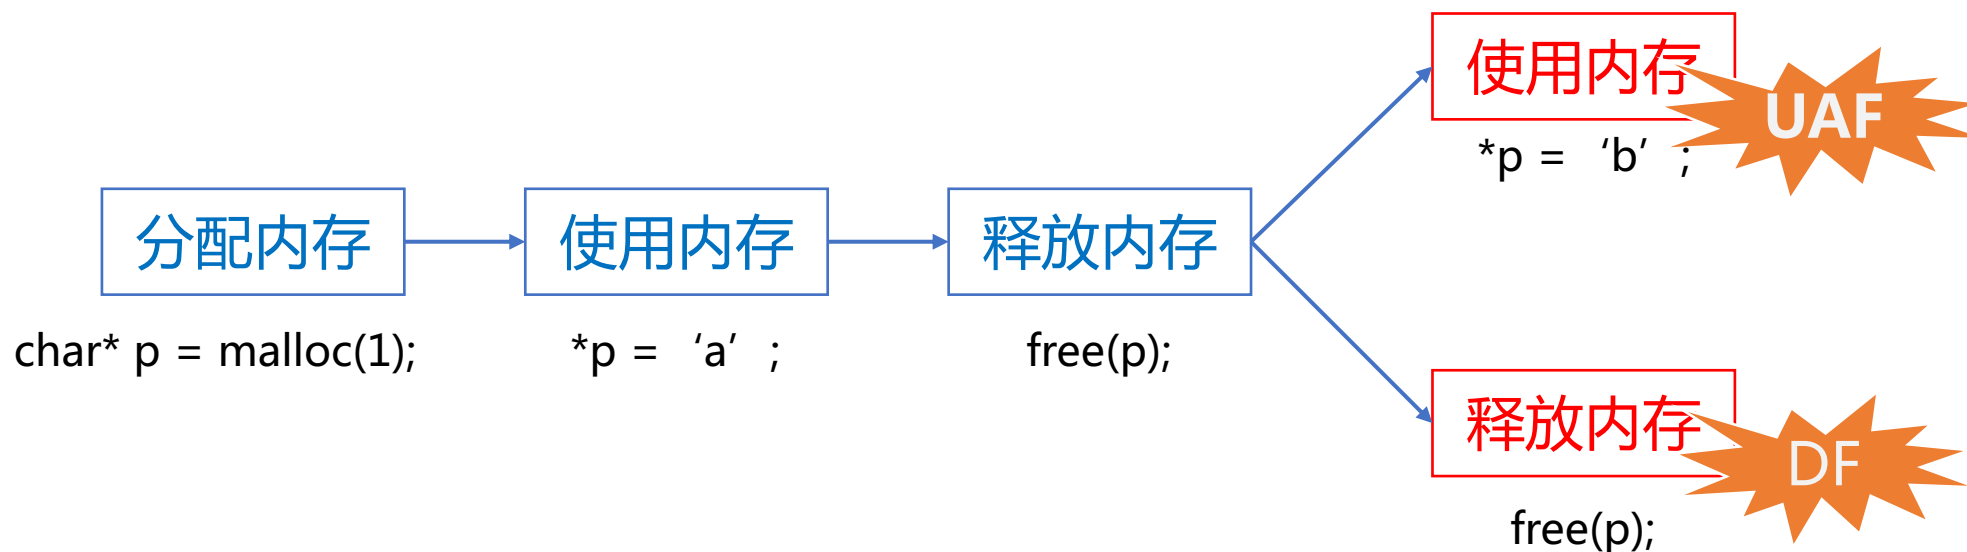 分配内存
char* p = malloc(1);
使用内存
*p = ‘a’ ;
释放内存
free(p);
使用内存
UAF
*p = ‘b’ ;
释放内存
DF
free(p);